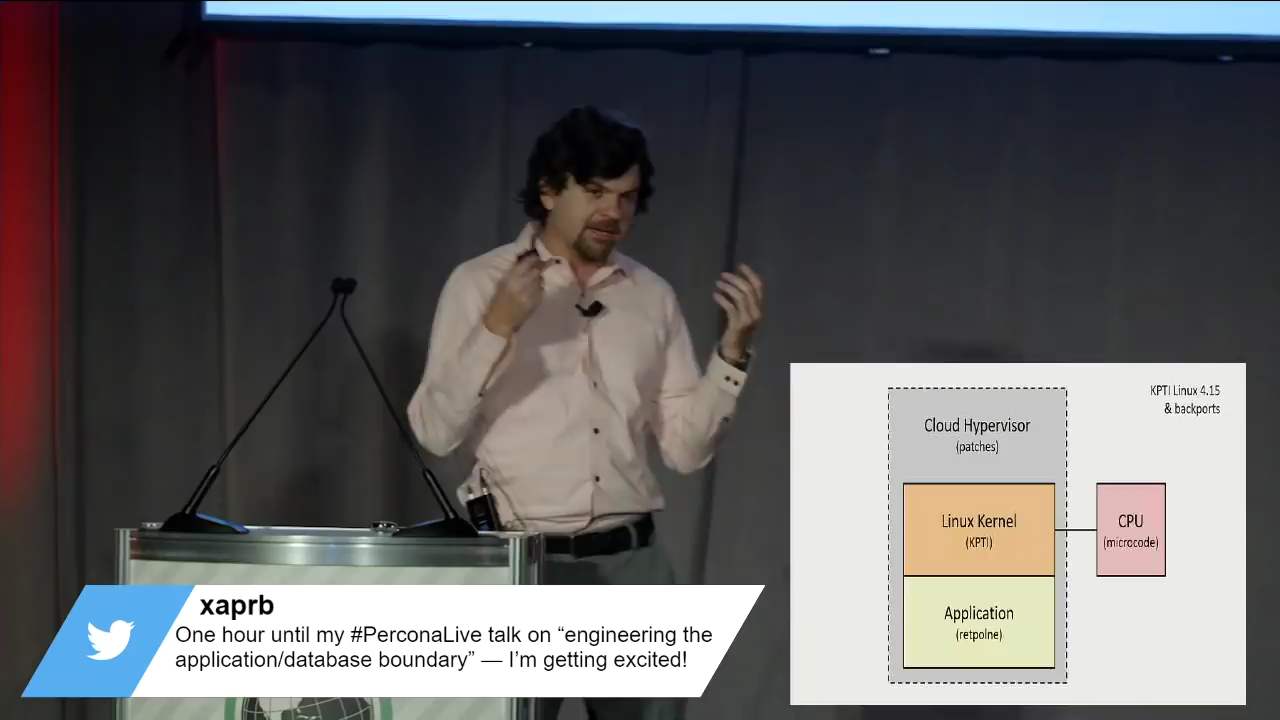 KPTI Linux 4.15
& backports
Cloud Hypervisor
(patches)
Linux Kernel
(KPTI)
CPU
(microcode)
Application
(retpolne)
xaprb
One hour until my #PerconaLive talk on “engineering the
application/database boundary” — I’m getting excited!